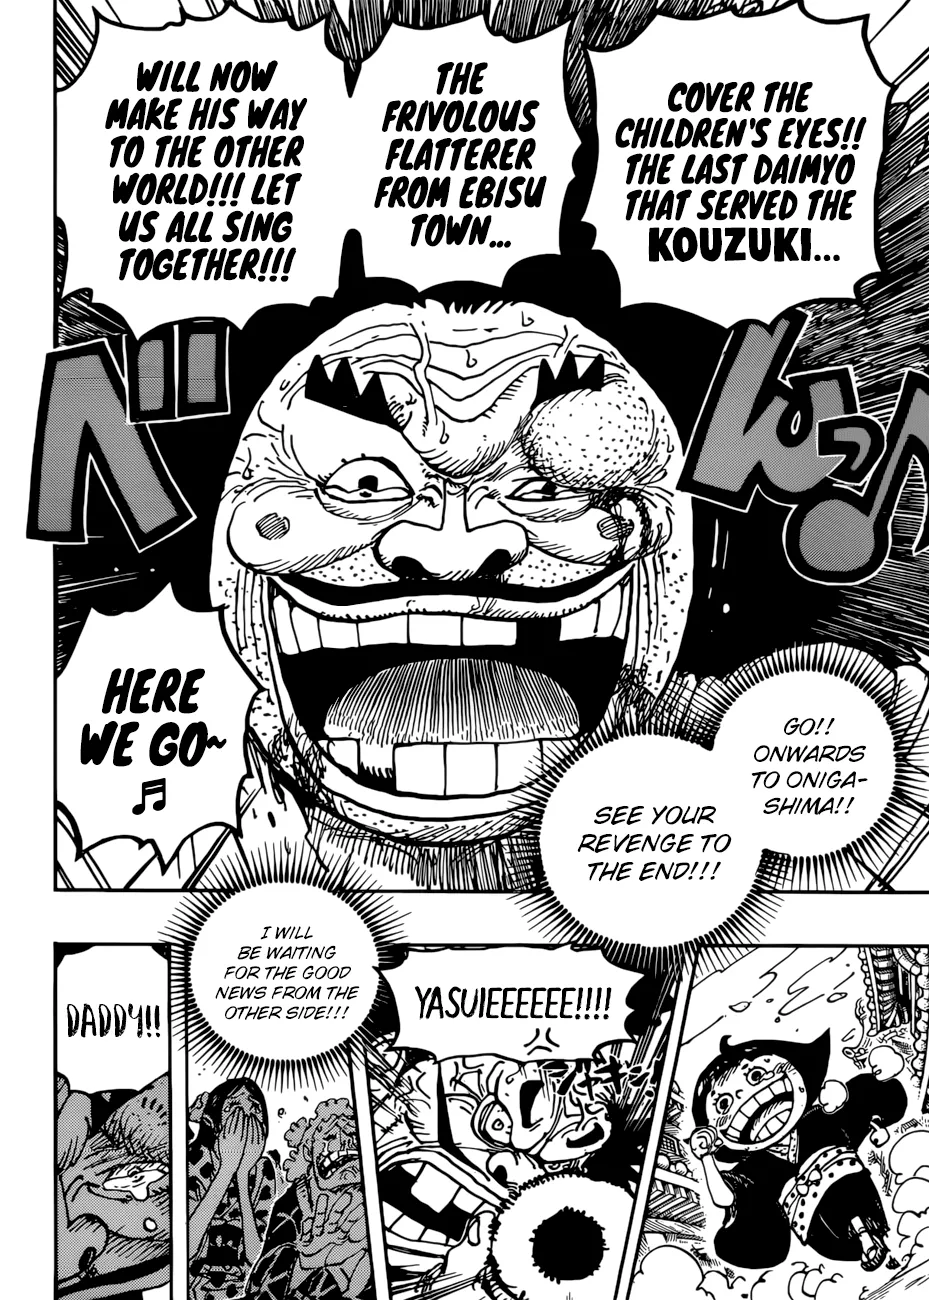 COVER THE
CHILDREN'S EYES!!
THE LAST DAIMYO
THAT SERVED THE
KOUZUKI...
THE
FRIVOLOUS
FLATTERER
FROM EBISU
TOWN...
WILL NOW
MAKE HIS WAY
TO THE OTHER
WORLD!!! LET
US ALL SING
TOGETHER!!!
べんっ♪
HERE
WE GO~
♫
GO!!
ONWARDS
TO ONIGA-
SHIMA!!
SEE YOUR
REVENGE TO
THE END!!!
YASUIEEEEEE!!!!
I WILL
BE WAITING
FOR THE GOOD
NEWS FROM THE
OTHER SIDE!!!
DADDY!!